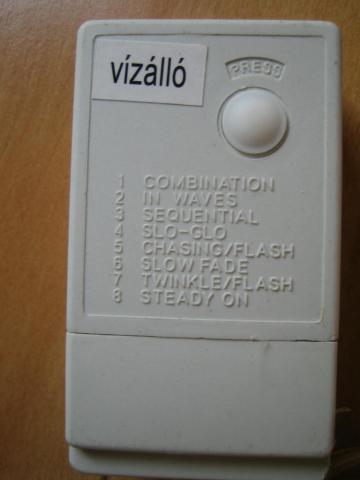 vízálló
PRESS
1 COMBINATION
2 IN WAVES
3 SEQUENTIAL
4 SLO-GLO
5 CHASING/FLASH
6 SLOW FADE
7 TWINKLE/FLASH
8 STEADY ON